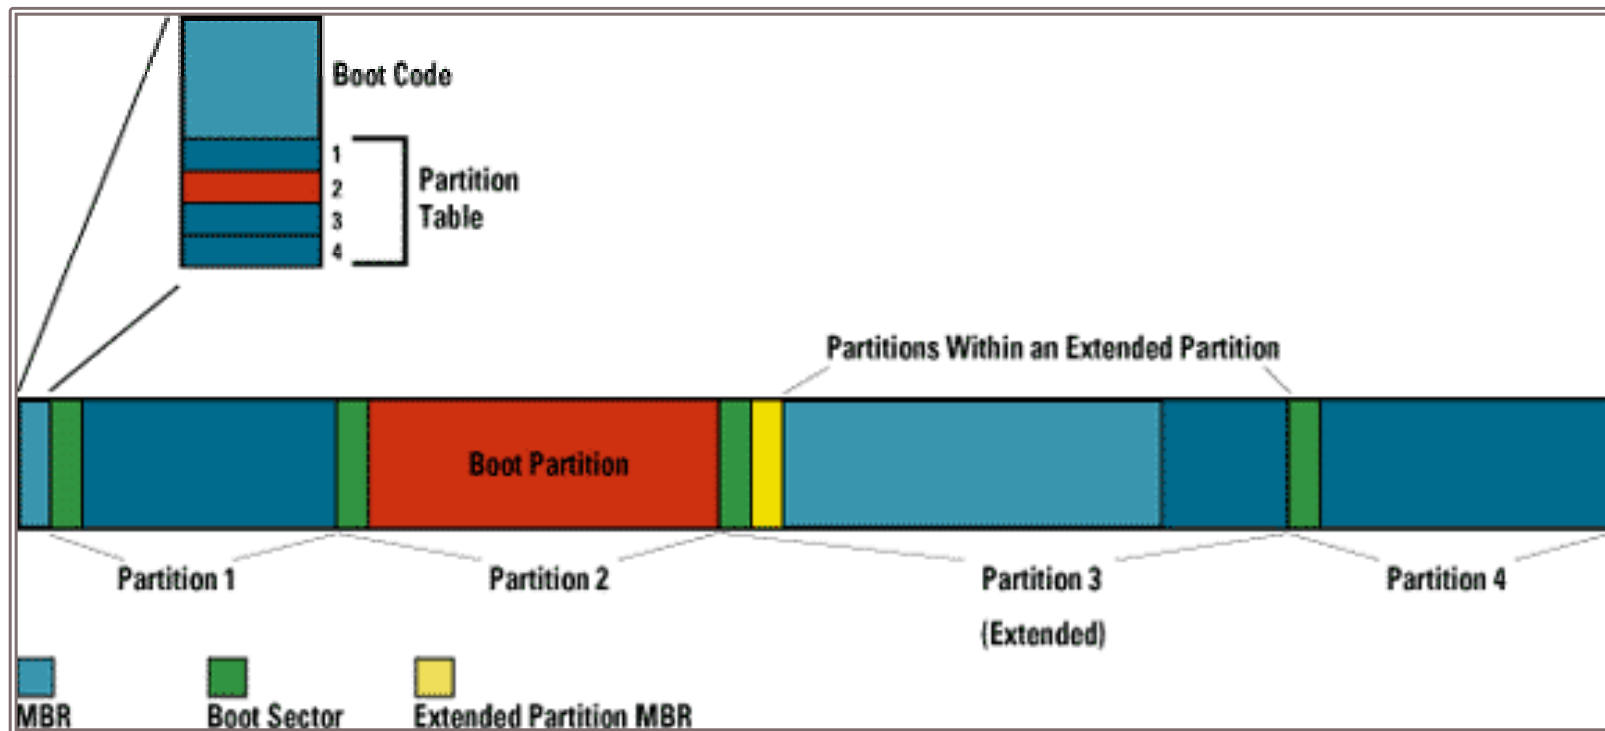 Boot Code
1
2
3
4
Partition
Table
Partitions Within an Extended Partition
Boot Partition
Partition 1
Partition 2
Partition 3
(Extended)
Partition 4
MBR
Boot Sector
Extended Partition MBR